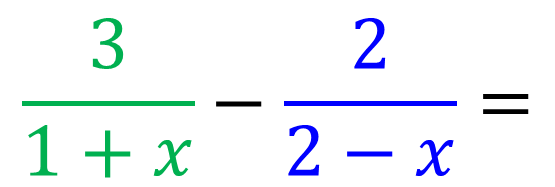 3/(1 + x) − 2/(2 − x) =